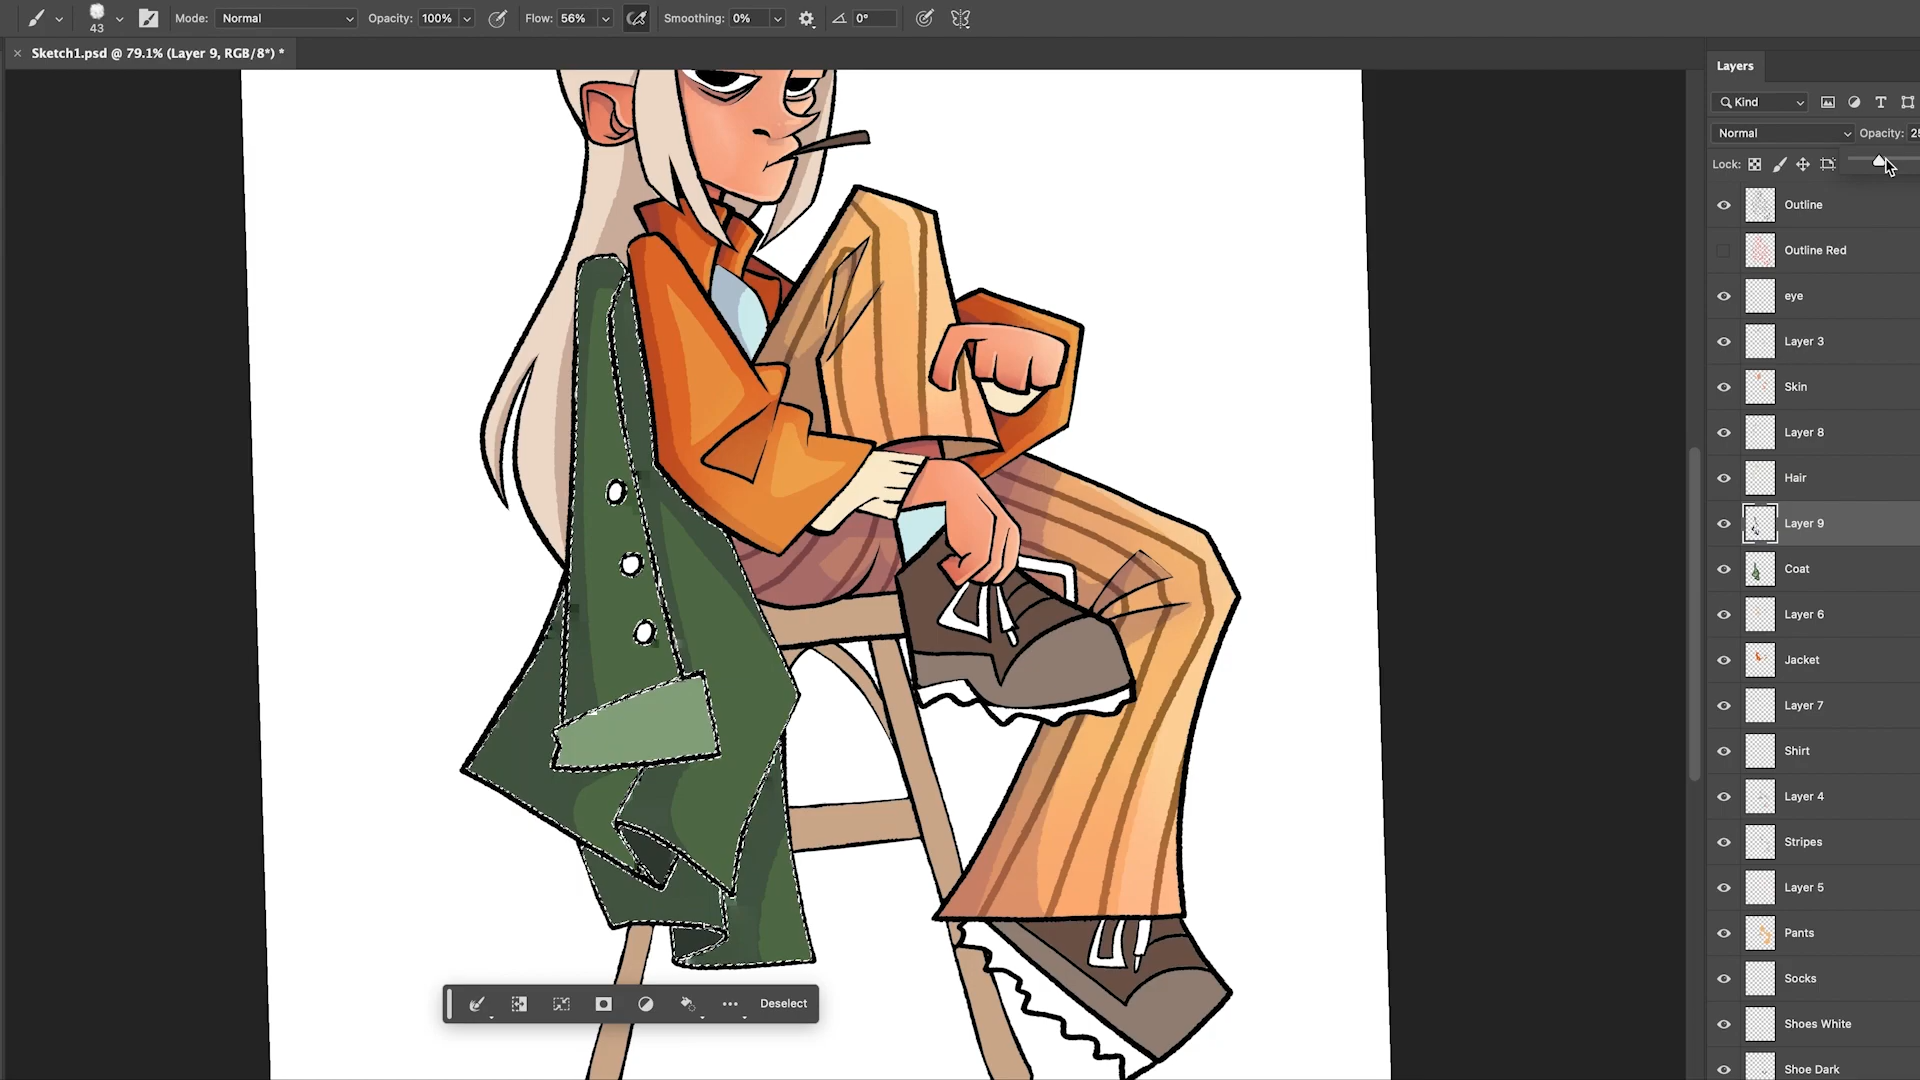 43
Mode: Normal
Opacity: 100%
Flow: 56%
Smoothing: 0%
0°
× Sketch1.psd @ 79.1% (Layer 9, RGB/8*) *
Layers
Kind
T
Normal
Opacity: 25
Lock:
Outline
Outline Red
eye
Layer 3
Skin
Layer 8
Hair
Layer 9
Coat
Layer 6
Jacket
Layer 7
Shirt
Layer 4
Stripes
Layer 5
Pants
Socks
Shoes White
Shoe Dark
Deselect